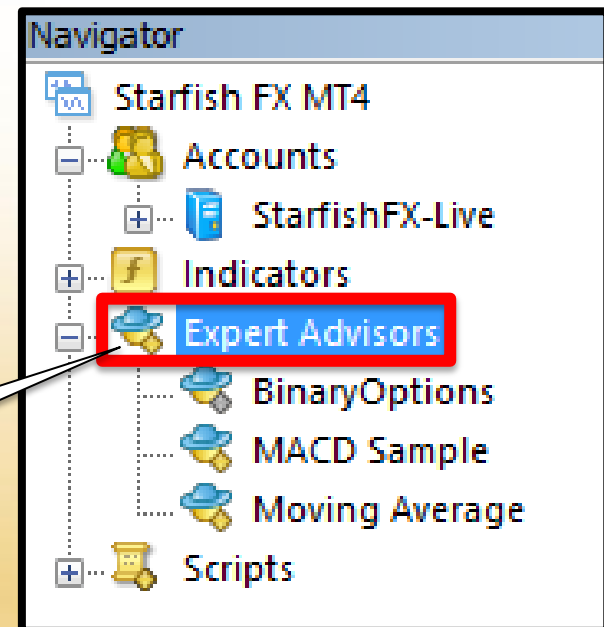 Navigator
Starfish FX MT4
Accounts
StarfishFX-Live
Indicators
Expert Advisors
BinaryOptions
MACD Sample
Moving Average
Scripts